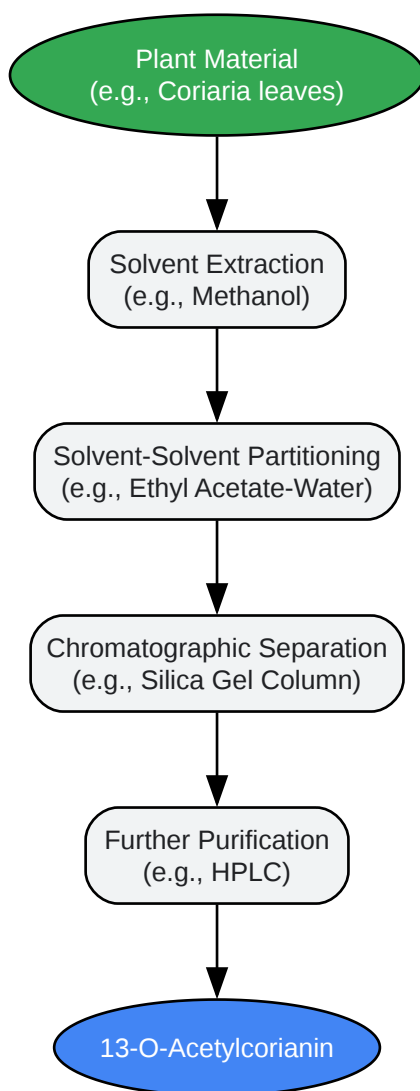 Plant Material
(e.g., Coriaria leaves)
Solvent Extraction
(e.g., Methanol)
Solvent-Solvent Partitioning
(e.g., Ethyl Acetate-Water)
Chromatographic Separation
(e.g., Silica Gel Column)
Further Purification
(e.g., HPLC)
13-O-Acetylcorianin